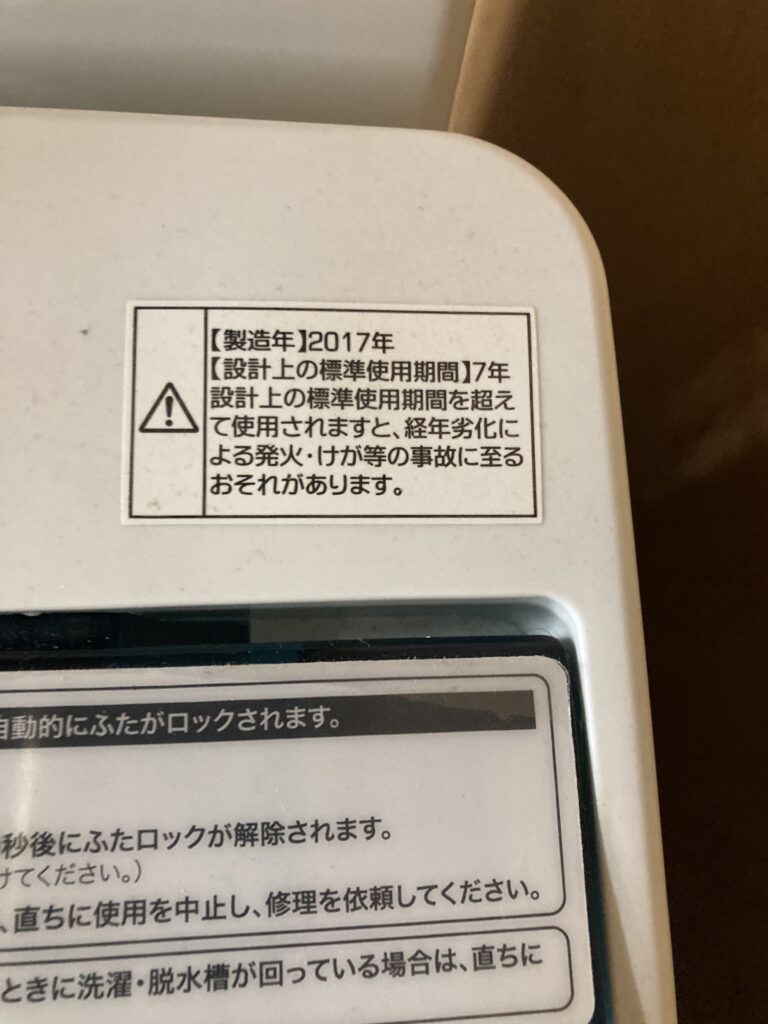 【製造年】2017年
【設計上の標準使用期間】7年
設計上の標準使用期間を超え
て使用されますと、経年劣化に
よる発火・けが等の事故に至る
おそれがあります。
自動的にふたがロックされます。
秒後にふたロックが解除されます。
けてください。)
、直ちに使用を中止し、修理を依頼してください。
ときに洗濯・脱水槽が回っている場合は、直ちに